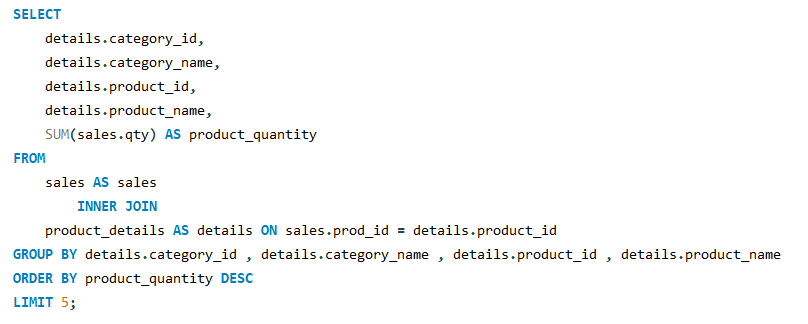 SELECT
details.category_id,
details.category_name,
details.product_id,
details.product_name,
SUM(sales.qty) AS product_quantity
FROM
sales AS sales
INNER JOIN
product_details AS details ON sales.prod_id = details.product_id
GROUP BY details.category_id , details.category_name , details.product_id , details.product_name
ORDER BY product_quantity DESC
LIMIT 5;